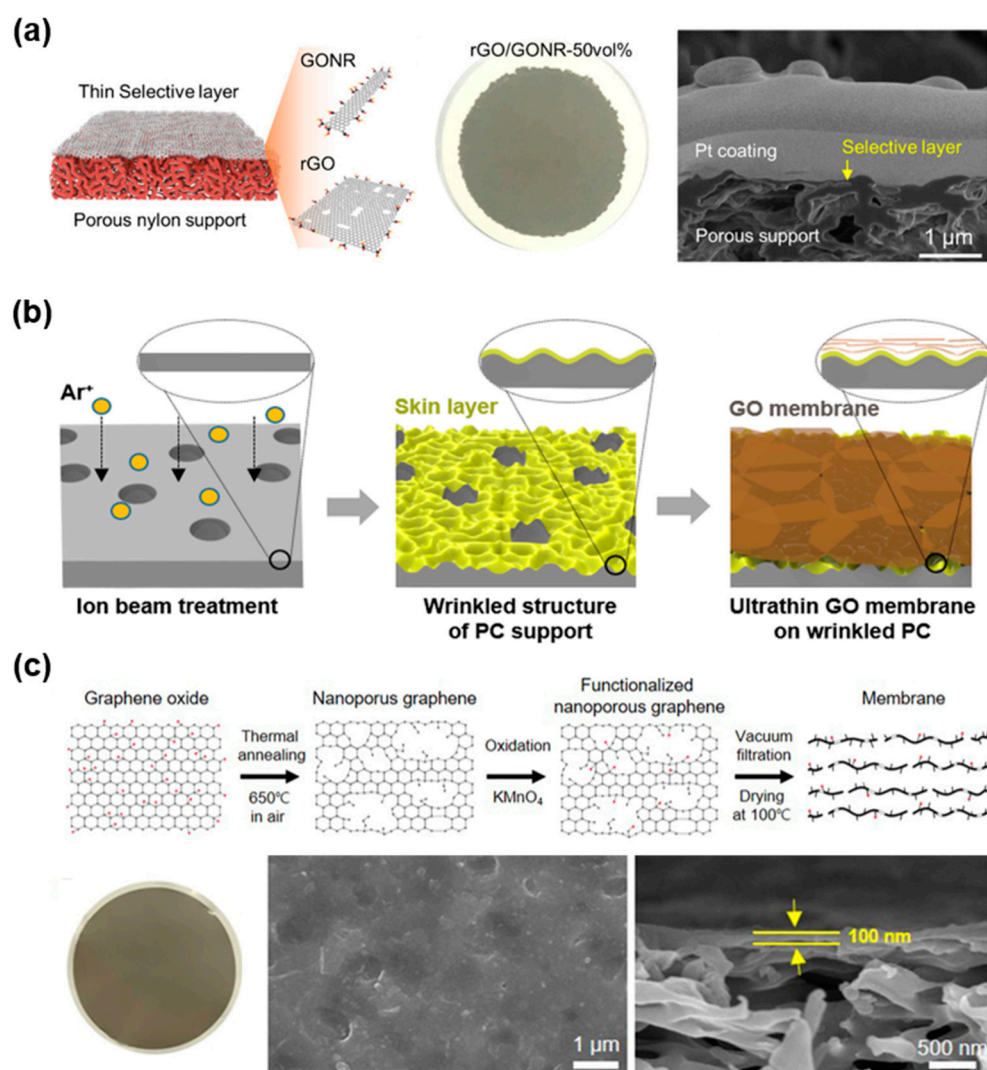 (a)
GONR
Thin Selective layer
rGO
Porous nylon support
rGO/GONR-50vol%
Pt coating
Selective layer
Porous support
1 μm
(b)
Ar⁺
Skin layer
GO membrane
Ion beam treatment
Wrinkled structure
of PC support
Ultrathin GO membrane
on wrinkled PC
(c)
Graphene oxide
Thermal
annealing
650℃
in air
Nanoporus graphene
Oxidation
KMnO₄
Functionalized
nanoporous graphene
Vacuum
filtration
Drying
at 100℃
Membrane
1 μm
100 nm
500 nm